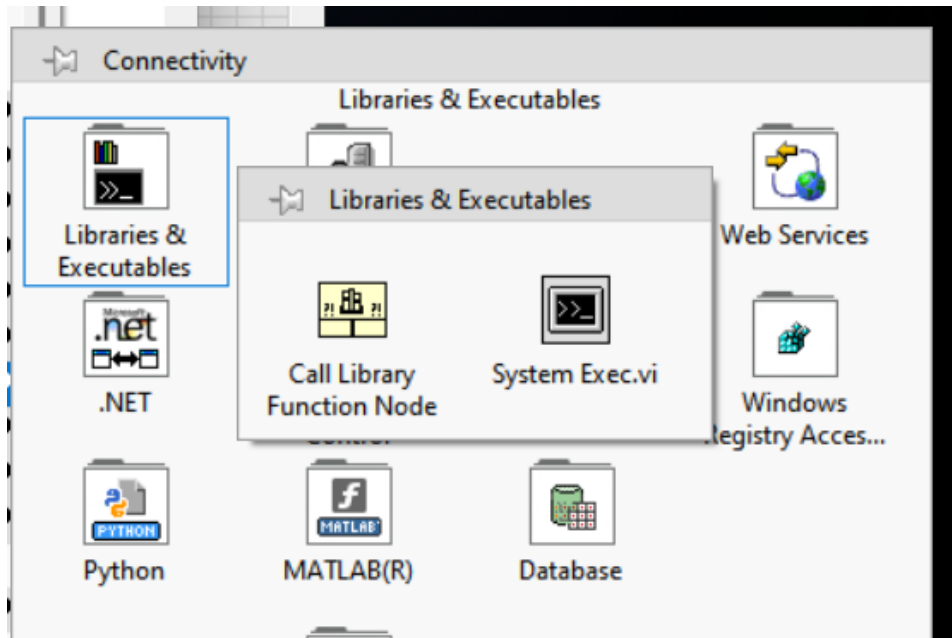 Connectivity
Libraries & Executables
Libraries &
Executables
Libraries & Executables
Call Library
Function Node
System Exec.vi
Web Services
Microsoft
.net
.NET
Windows
Registry Acces...
PYTHON
Python
MATLAB
MATLAB(R)
Database